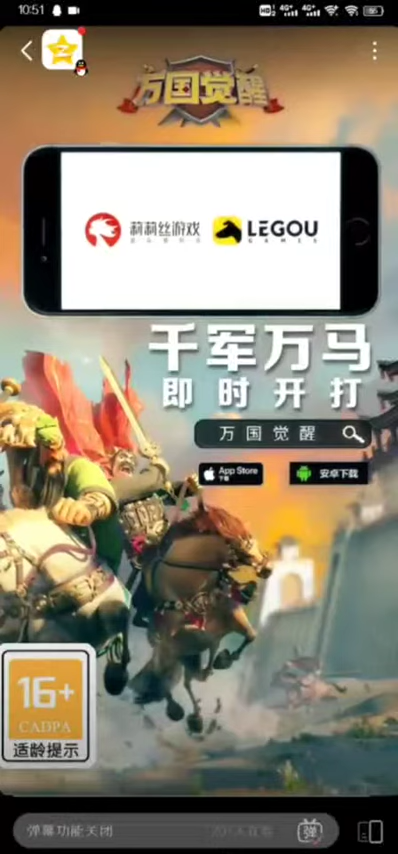 10:51
万国觉醒
莉莉丝游戏
LEGOU
GAMES
千军万马
即时开打
万国觉醒
App Store
下载
安卓下载
16+
CADPA
适龄提示
弹幕功能关闭
弹